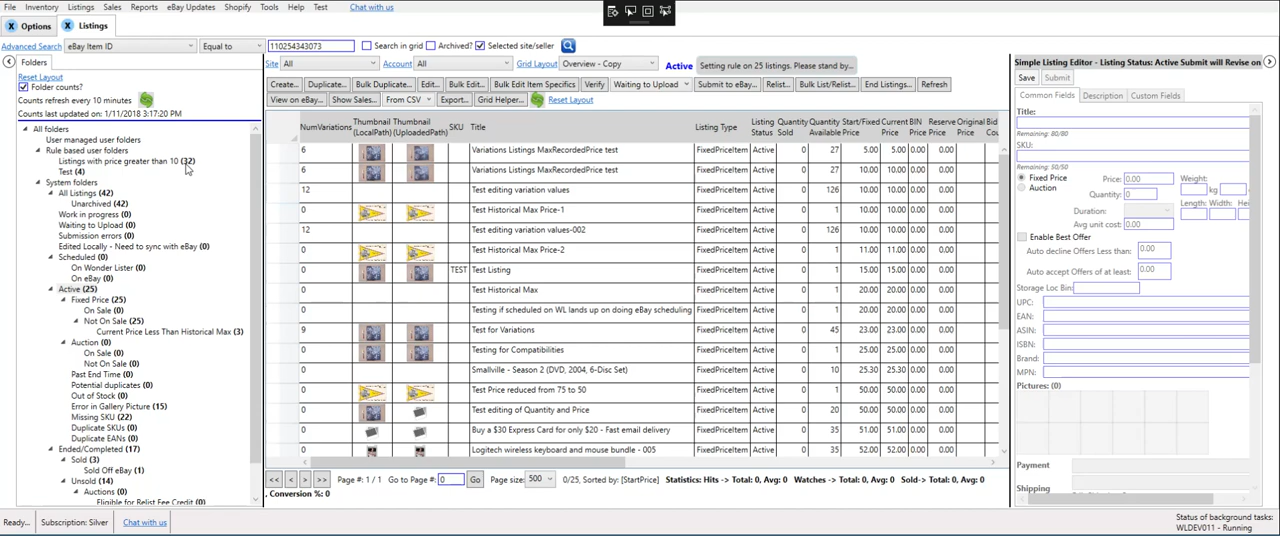 File Inventory Listings Sales Reports eBay Updates Shopify Tools Help Test Chat with us
X Options X Listings
Advanced Search eBay Item ID Equal to 110254343073 Search in grid Archived? Selected site/seller
Folders
Reset Layout
Folder counts?
Counts refresh every 10 minutes
Counts last updated on: 1/11/2018 3:17:20 PM
All folders
User managed user folders
Rule based user folders
Listings with price greater than 10 (32)
Test (4)
System folders
All Listings (42)
Unarchived (42)
Work in progress (0)
Waiting to Upload (0)
Submission errors (0)
Edited Locally - Need to sync with eBay (0)
Scheduled (0)
On Wonder Lister (0)
On eBay (0)
Active (25)
Fixed Price (25)
On Sale (0)
Not On Sale (25)
Current Price Less Than Historical Max (3)
Auction (0)
On Sale (0)
Not On Sale (0)
Past End Time (0)
Potential duplicates (0)
Out of Stock (0)
Error in Gallery Picture (15)
Missing SKU (22)
Duplicate SKUs (0)
Duplicate EANs (0)
Ended/Completed (17)
Sold (3)
Sold Off eBay (1)
Unsold (14)
Auctions (0)
Eligible for Relist Fee Credit (0)
Site All Account All Grid Layout Overview - Copy Active Setting rule on 25 listings. Please stand by...
Create... Duplicate... Bulk Duplicate... Edit... Bulk Edit... Bulk Edit Item Specifics Verify Waiting to Upload Submit to eBay... Relist... Bulk List/Relist... End Listings... Refresh
View on eBay... Show Sales... From CSV Export... Grid Helper... Reset Layout
NumVariations Thumbnail (LocalPath) Thumbnail (UploadedPath) SKU Title Listing Type Listing Status Quantity Sold Quantity Available Start/Fixed Price Current Price BIN Price Reserve Price Original Price Bid Cou
6 Variations Listings MaxRecordedPrice test FixedPriceItem Active 0 27 5.00 5.00 0.00 0.00
6 Variations Listings MaxRecordedPrice test FixedPriceItem Active 0 27 10.00 10.00 0.00 0.00
12 Test editing variation values FixedPriceItem Active 0 126 10.00 10.00 0.00 0.00
0 Test Historical Max Price-1 FixedPriceItem Active 0 1 10.00 10.00 0.00 0.00
12 Test editing variation values-002 FixedPriceItem Active 0 126 10.00 10.00 0.00 0.00
0 Test Historical Max Price-2 FixedPriceItem Active 0 1 11.00 11.00 0.00 0.00
0 TEST Test Listing FixedPriceItem Active 0 1 15.00 15.00 0.00 0.00
0 Test Historical Max FixedPriceItem Active 0 1 20.00 20.00 0.00 0.00
0 Testing if scheduled on WL lands up on doing eBay scheduling FixedPriceItem Active 0 1 20.00 20.00 0.00 0.00
9 Test for Variations FixedPriceItem Active 0 45 23.00 23.00 0.00 0.00
0 Testing for Compatibilities FixedPriceItem Active 0 1 25.00 25.00 0.00 0.00
0 Smallville - Season 2 (DVD, 2004, 6-Disc Set) FixedPriceItem Active 0 10 25.30 25.30 0.00 0.00
0 Test Price reduced from 75 to 50 FixedPriceItem Active 0 1 50.00 50.00 0.00 0.00
0 Test editing of Quantity and Price FixedPriceItem Active 0 20 50.00 50.00 0.00 0.00
0 Buy a $30 Express Card for only $20 - Fast email delivery FixedPriceItem Active 0 35 51.00 51.00 0.00 0.00
0 Logitech wireless keyboard and mouse bundle - 005 FixedPriceItem Active 0 35 52.00 52.00 0.00 0.00
<< < > >> Page #: 1 / 1 Go to Page #: 0 Go Page size: 500 0/25, Sorted by: [StartPrice] Statistics: Hits -> Total: 0, Avg: 0 Watches -> Total: 0, Avg: 0 Sold-> Total: 0, Avg: 0
, Conversion %: 0
Simple Listing Editor - Listing Status: Active Submit will Revise on
Save Submit
Common Fields Description Custom Fields
Title:
Remaining: 80/80
SKU:
Remaining: 50/50
Fixed Price Price: 0.00 Weight:
Auction Quantity: 0 kg
Length: Width: Hei
Duration:
Avg unit cost: 0.00
Enable Best Offer
Auto decline Offers Less than: 0.00
Auto accept Offers of at least: 0.00
Storage Loc Bin:
UPC:
EAN:
ASIN:
ISBN:
Brand:
MPN:
Pictures: (0)
Payment
Shipping
Ready... Subscription: Silver Chat with us
Status of background tasks:
WLDEV011 - Running